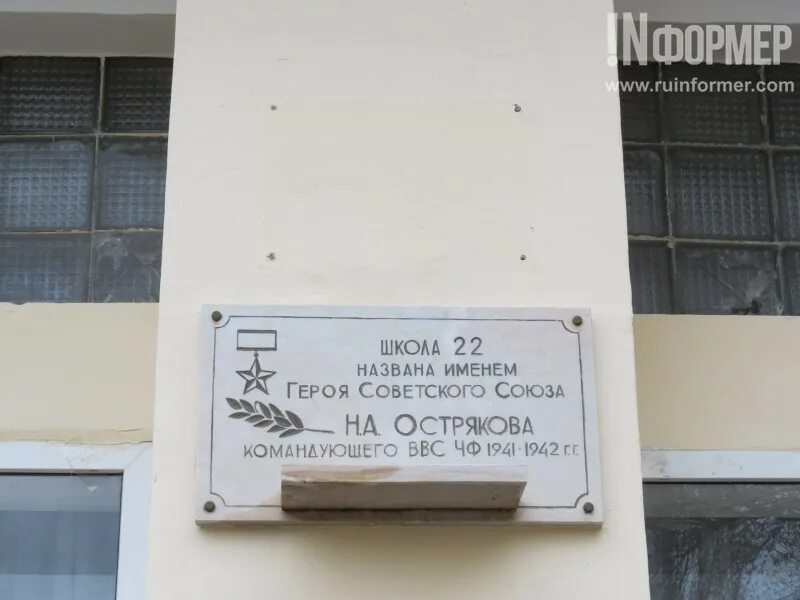 !NФОРМЕР
www.ruinformer.com
ШКОЛА 22
НАЗВАНА ИМЕНЕМ
ГЕРОЯ СОВЕТСКОГО СОЮЗА
Н.Д. ОСТРЯКОВА
КОМАНДУЮЩЕГО ВВС ЧФ 1941-1942 Г.Г.